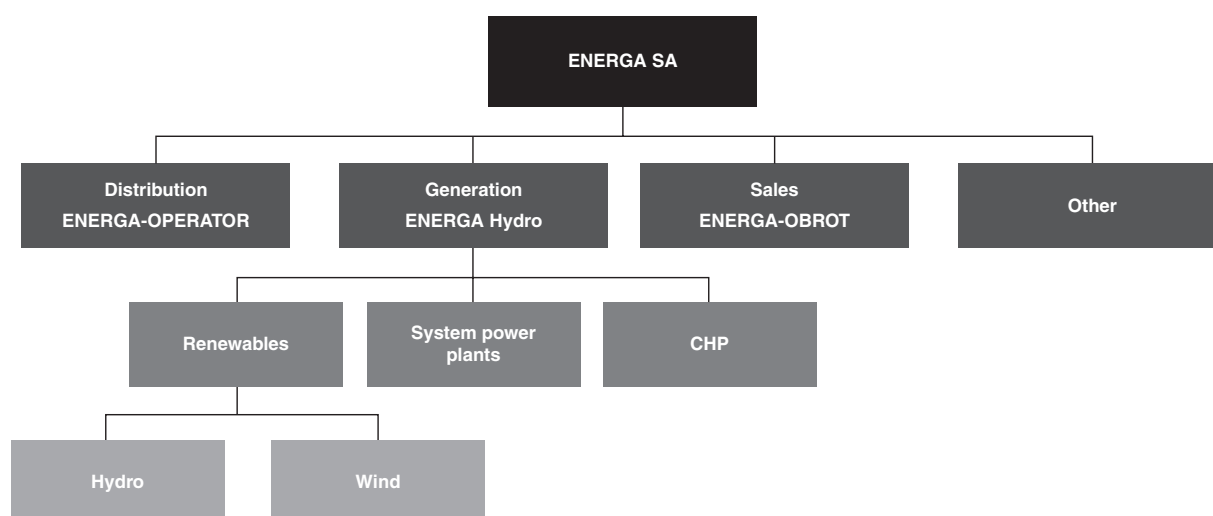 ENERGA SA
Distribution
ENERGA-OPERATOR
Generation
ENERGA Hydro
Sales
ENERGA-OBROT
Other
Renewables
System power
plants
CHP
Hydro
Wind